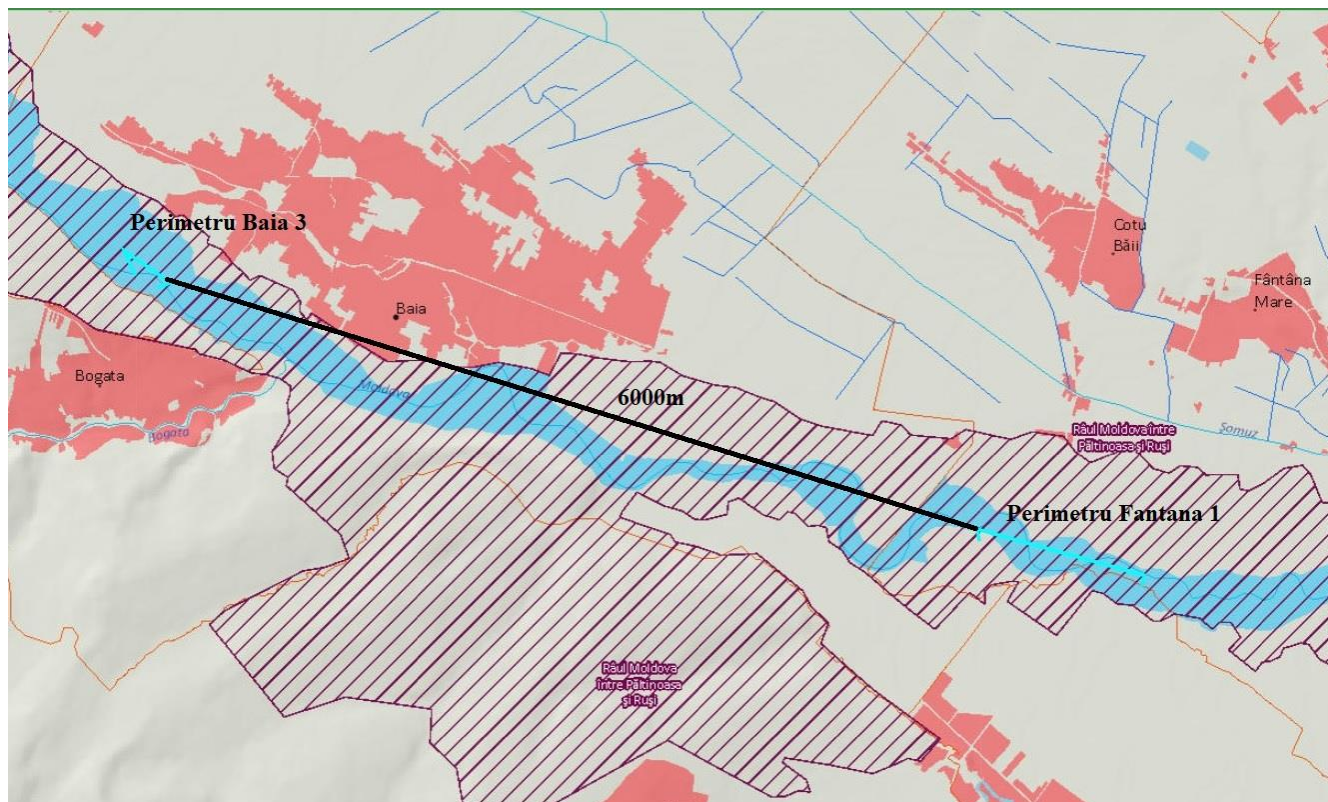 Perimetru Baia 3
Cotu
Băii
Fântâna
Mare
Baia
Bogata
Moldova
6000m
Bogata
Râul Moldova între
Păltinoasa și Ruși
Șomuz
Perimetru Fantana 1
Râul Moldova
între Păltinoasa
și Ruși